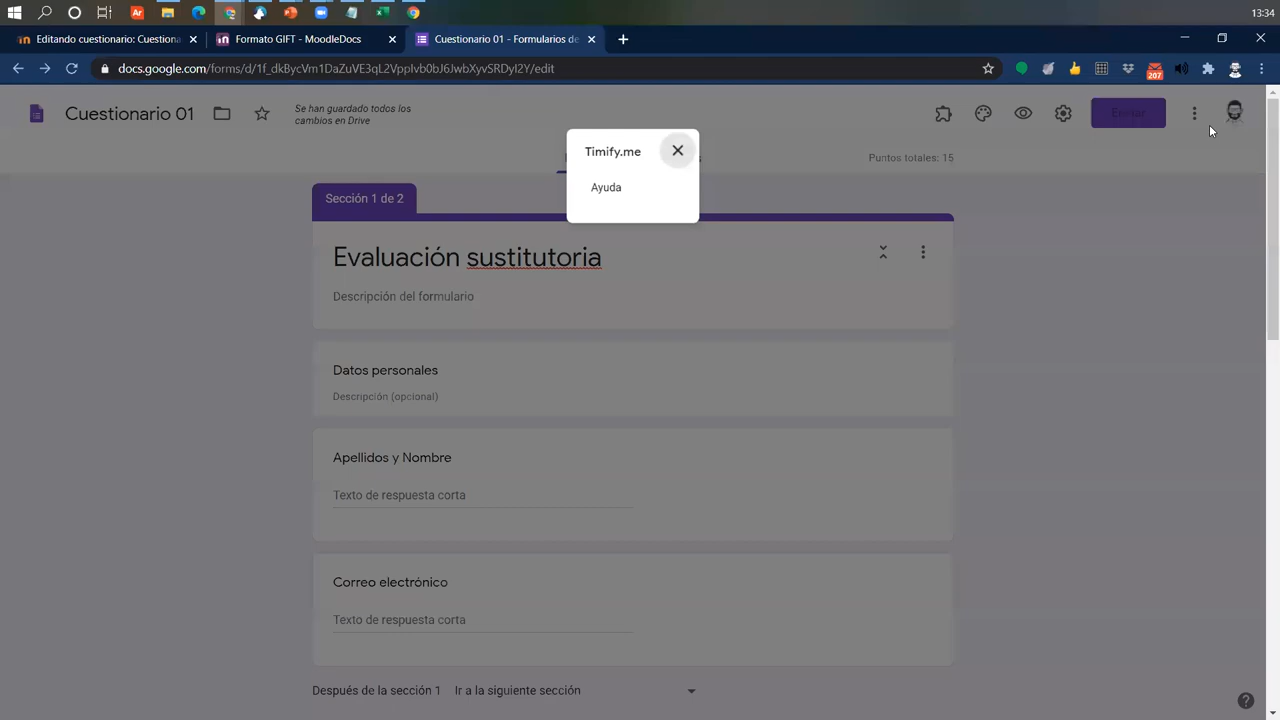 13:34
Editando cuestionario: Cuestiona
Formato GIFT - MoodleDocs
Cuestionario 01 - Formularios de
docs.google.com/forms/d/1f_dkBycVm1DaZuVE3qL2VppIvb0bJ6JwbXyvSRDyI2Y/edit
207
Cuestionario 01
Se han guardado todos los
cambios en Drive
Enviar
Timify.me
Puntos totales: 15
Ayuda
Sección 1 de 2
Evaluación sustitutoria
Descripción del formulario
Datos personales
Descripción (opcional)
Apellidos y Nombre
Texto de respuesta corta
Correo electrónico
Texto de respuesta corta
Después de la sección 1 Ir a la siguiente sección